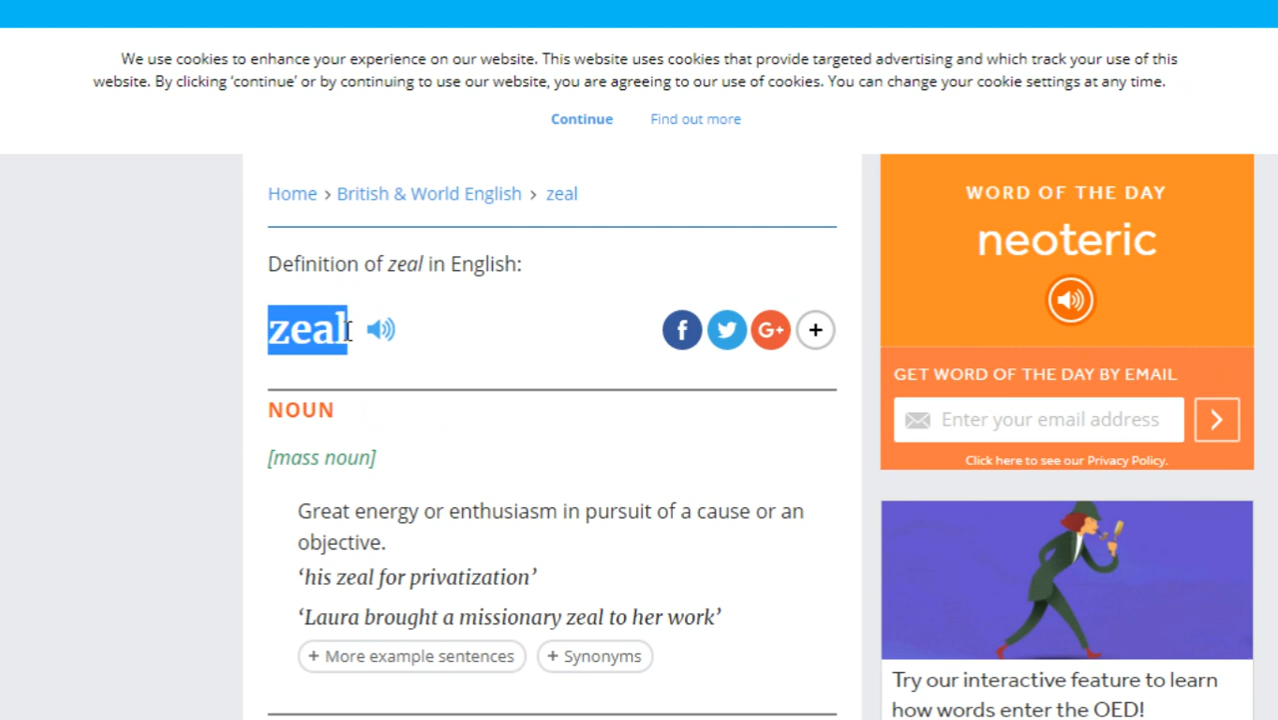 We use cookies to enhance your experience on our website. This website uses cookies that provide targeted advertising and which track your use of this
website. By clicking ‘continue’ or by continuing to use our website, you are agreeing to our use of cookies. You can change your cookie settings at any time.
Continue Find out more
Home > British & World English > zeal
Definition of zeal in English:
zeal
f G+ +
NOUN
[mass noun]
Great energy or enthusiasm in pursuit of a cause or an
objective.
‘his zeal for privatization’
‘Laura brought a missionary zeal to her work’
+ More example sentences + Synonyms
WORD OF THE DAY
neoteric
GET WORD OF THE DAY BY EMAIL
Enter your email address
Click here to see our Privacy Policy.
Try our interactive feature to learn
how words enter the OED!